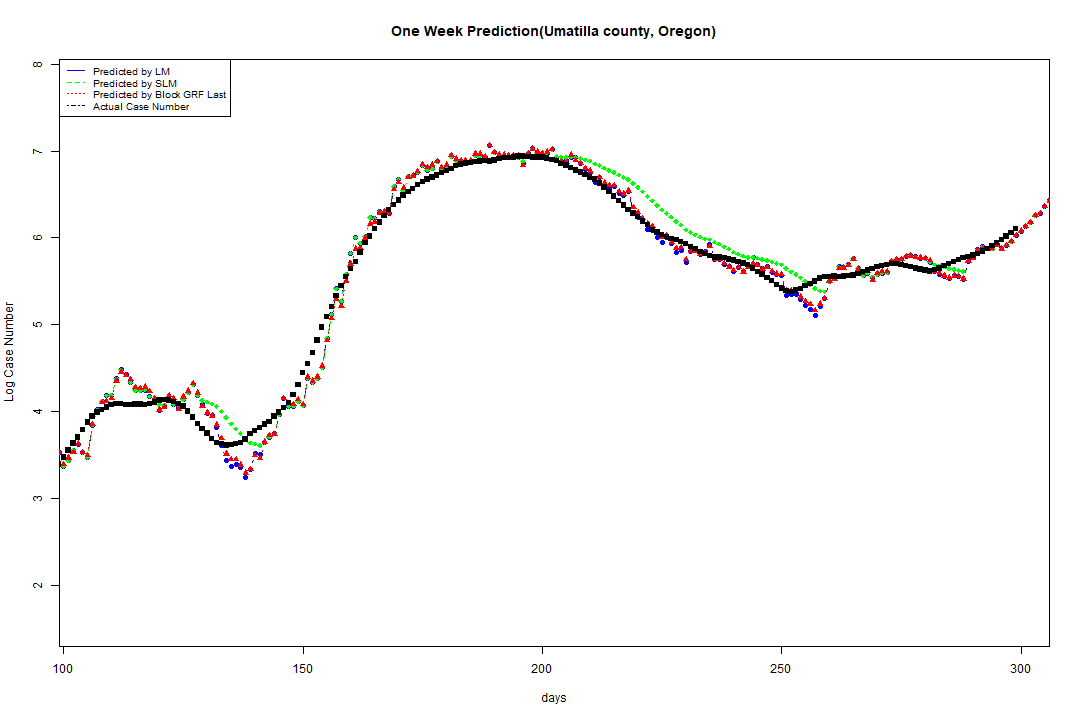 One Week Prediction(Umatilla county, Oregon)
Predicted by LM
Predicted by SLM
Predicted by Block GRF Last
Actual Case Number
Log Case Number
8
7
6
5
4
3
2
100 150 200 250 300
days